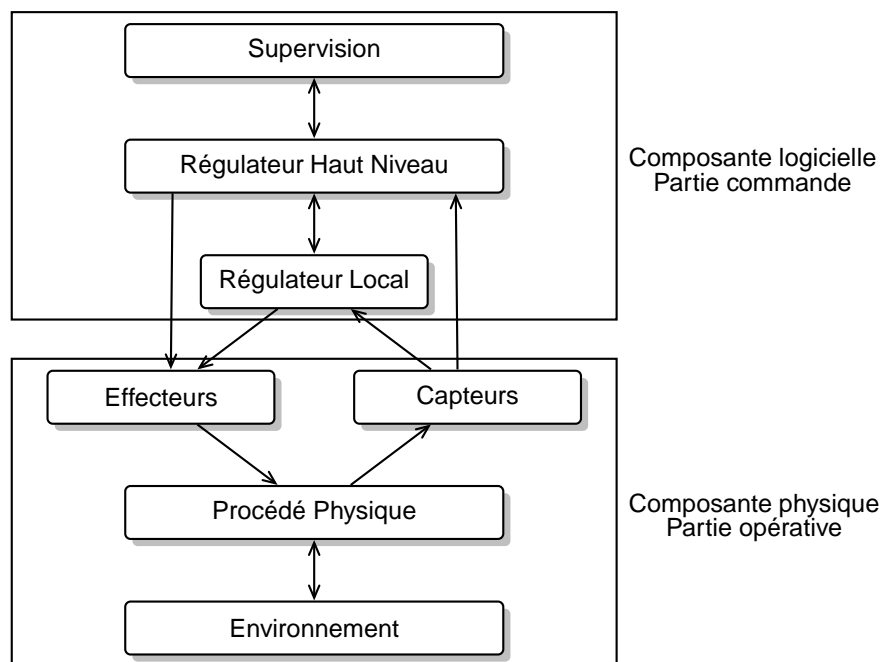 Supervision
Régulateur Haut Niveau
Composante logicielle
Partie commande
Régulateur Local
Effecteurs
Capteurs
Procédé Physique
Composante physique
Partie opérative
Environnement